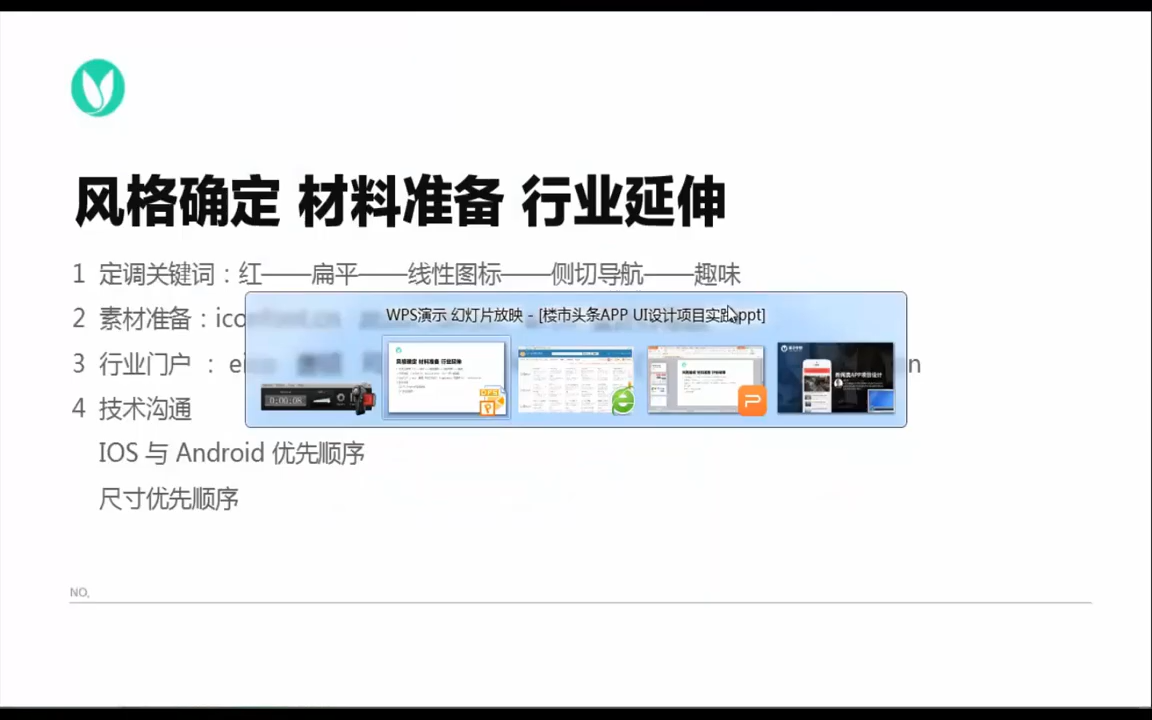 风格确定 材料准备 行业延伸
1 定调关键词：红——扁平——线性图标——侧切导航——趣味
2 素材准备：
WPS演示 幻灯片放映 - [楼市头条APP UI设计项目实践.ppt]
3 行业门户 ：
4 技术沟通
IOS 与 Android 优先顺序
尺寸优先顺序
NO,